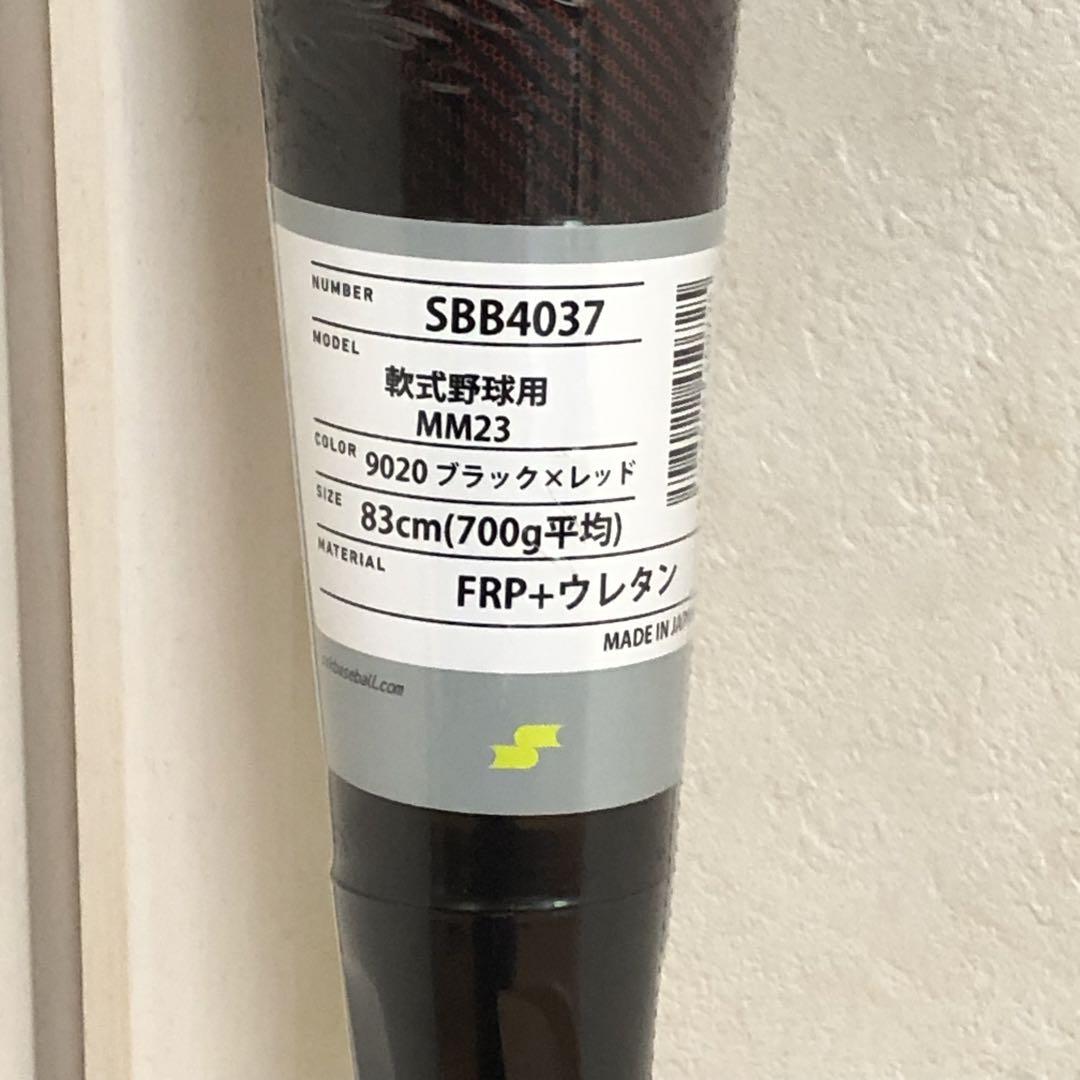 NUMBER
SBB4037
MODEL
軟式野球用
MM23
COLOR
9020 ブラック×レッド
SIZE
83cm(700g平均)
MATERIAL
FRP+ウレタン
MADE IN